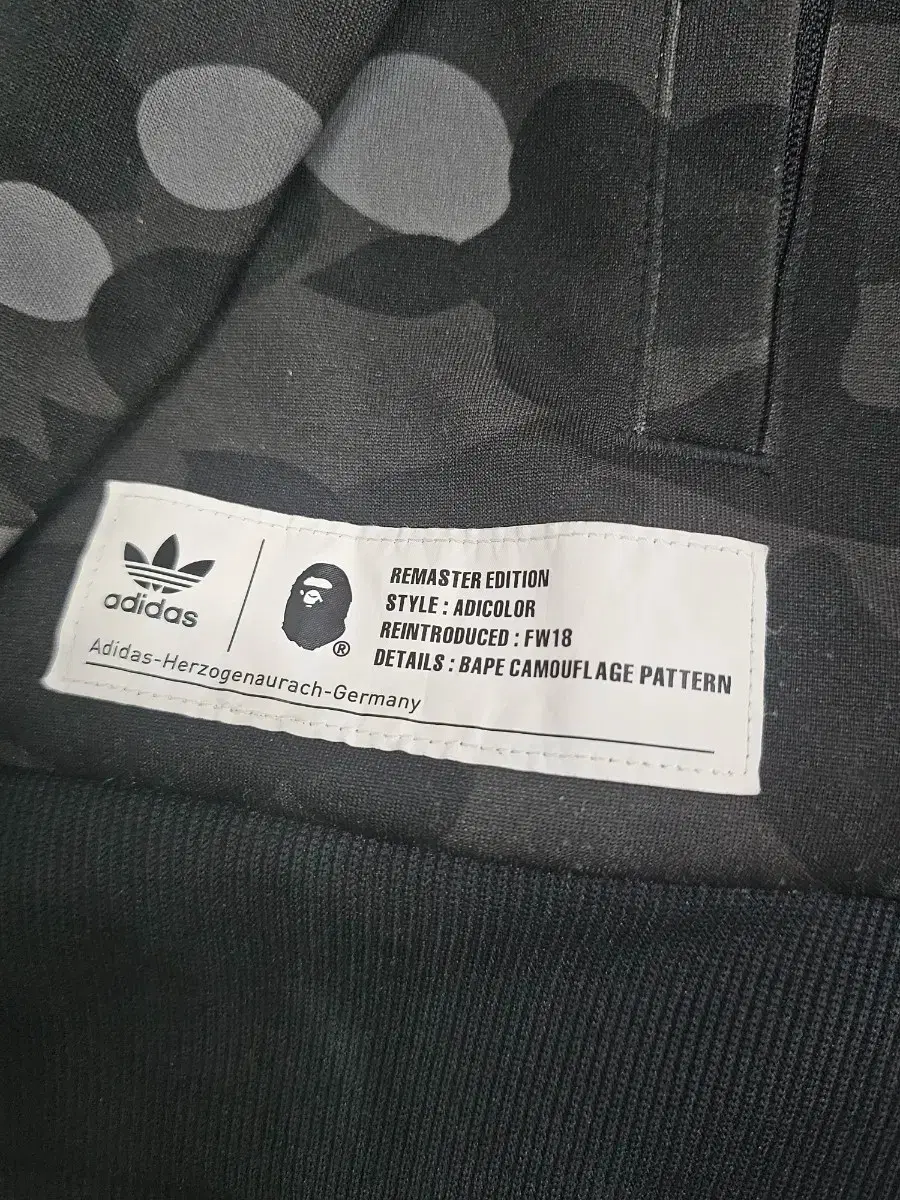 adidas
Adidas-Herzogenaurach-Germany
®
REMASTER EDITION
STYLE : ADICOLOR
REINTRODUCED : FW18
DETAILS : BAPE CAMOUFLAGE PATTERN